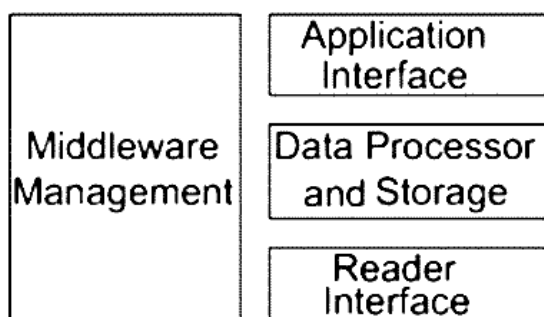 Middleware
Management
Application
Interface
Data Processor
and Storage
Reader
Interface